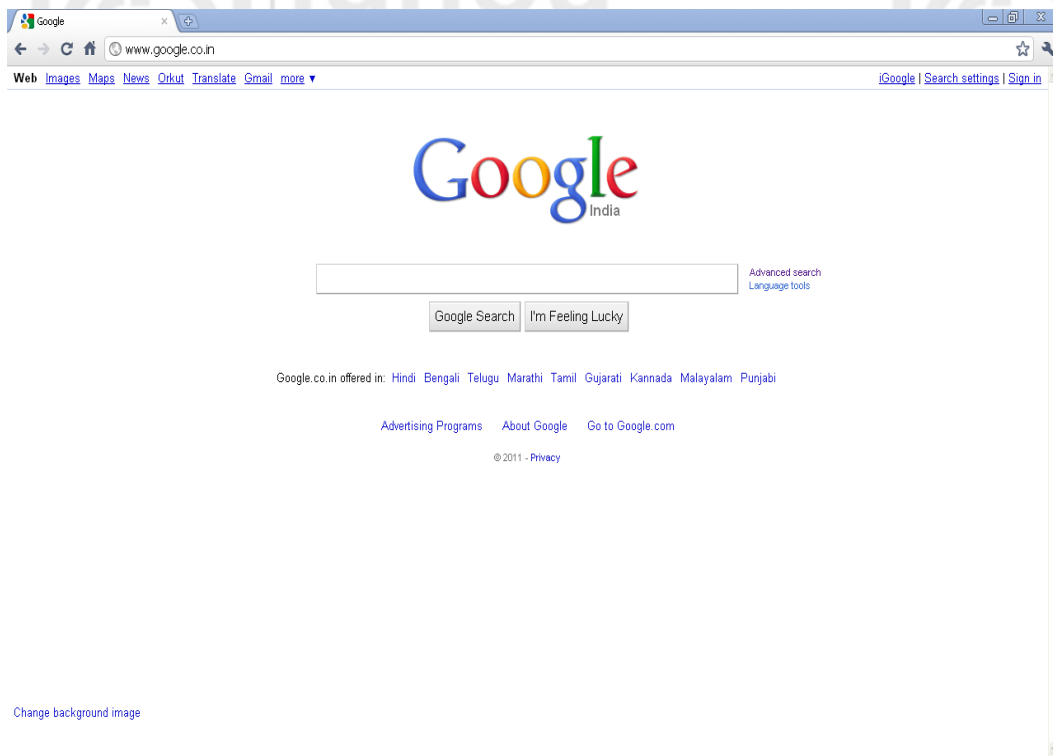 Google
www.google.co.in
Web Images Maps News Orkut Translate Gmail more ▼ iGoogle | Search settings | Sign in
Google
India
Advanced search
Language tools
Google Search I'm Feeling Lucky
Google.co.in offered in: Hindi Bengali Telugu Marathi Tamil Gujarati Kannada Malayalam Punjabi
Advertising Programs About Google Go to Google.com
© 2011 - Privacy
Change background image